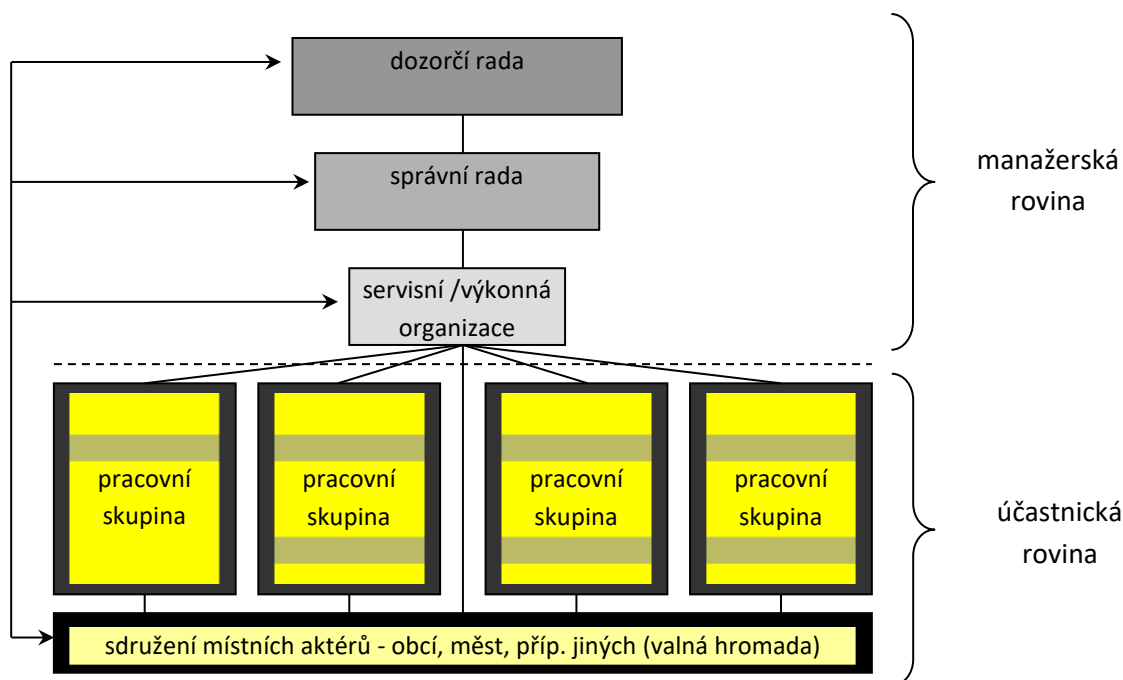 dozorčí rada
správní rada
manažerská
rovina
servisní /výkonná
organizace
pracovní
skupina
pracovní
skupina
pracovní
skupina
pracovní
skupina
účastnická
rovina
sdružení místních aktérů - obcí, měst, příp. jiných (valná hromada)